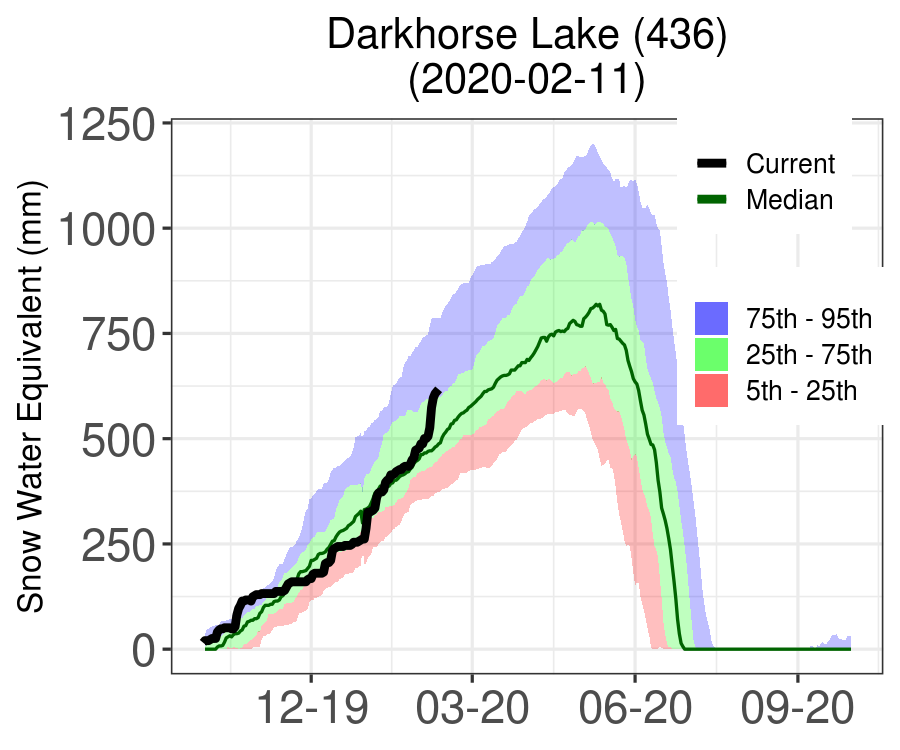 Darkhorse Lake (436)
(2020-02-11)
Snow Water Equivalent (mm)
1250
1000
750
500
250
0
12-19
03-20
06-20
09-20
Current
Median
75th - 95th
25th - 75th
5th - 25th